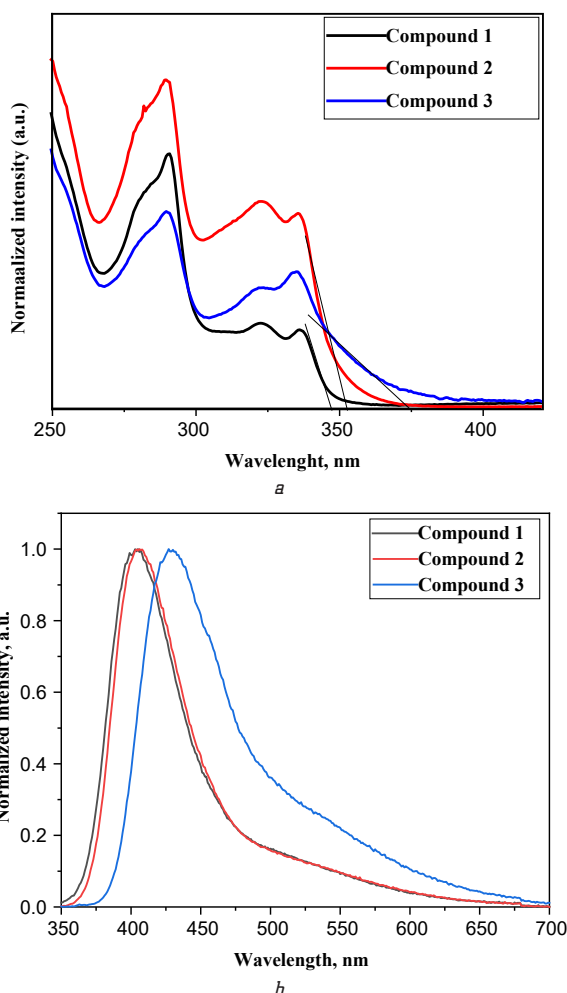 Compound 1
Compound 2
Compound 3
Normaalized intensity (a.u.)
250 300 350 400
Wavelenght, nm
a
Compound 1
Compound 2
Compound 3
Normalized intensity, a.u.
1.0
0.8
0.6
0.4
0.2
0.0
350 400 450 500 550 600 650 700
Wavelength, nm